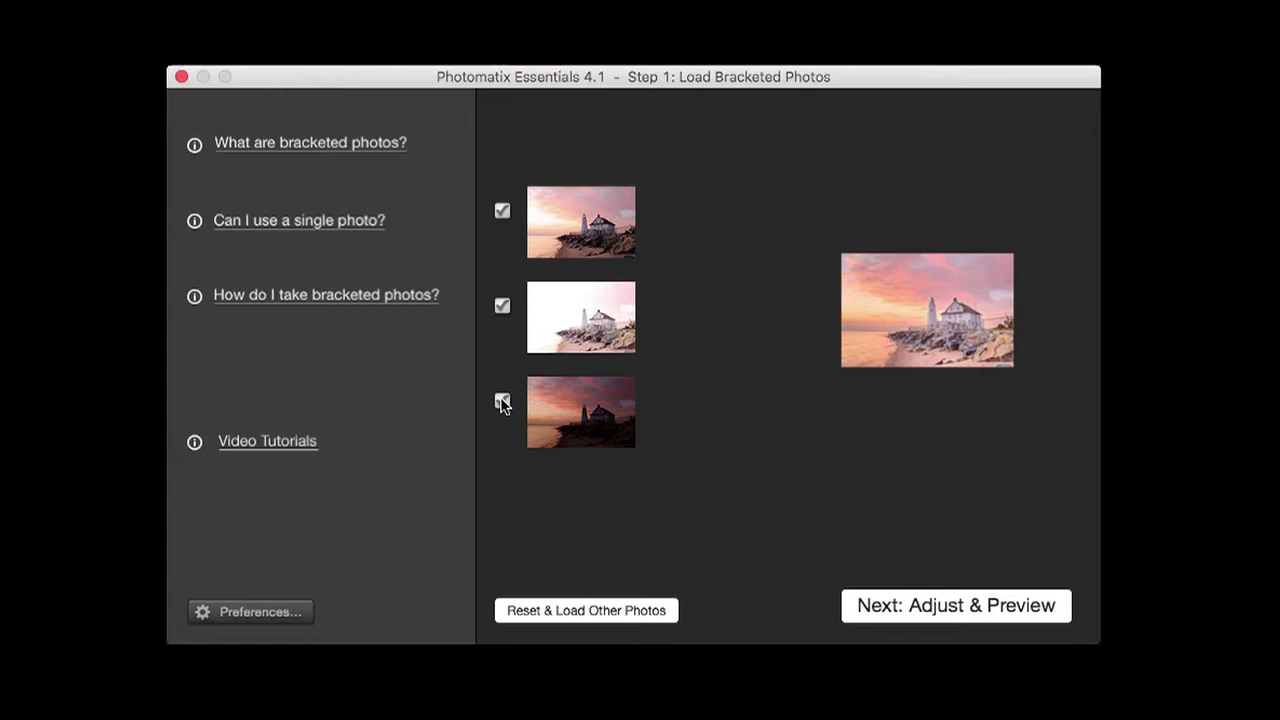 Photomatix Essentials 4.1 - Step 1: Load Bracketed Photos
What are bracketed photos?
Can I use a single photo?
How do I take bracketed photos?
Video Tutorials
Preferences...
Reset & Load Other Photos
Next: Adjust & Preview